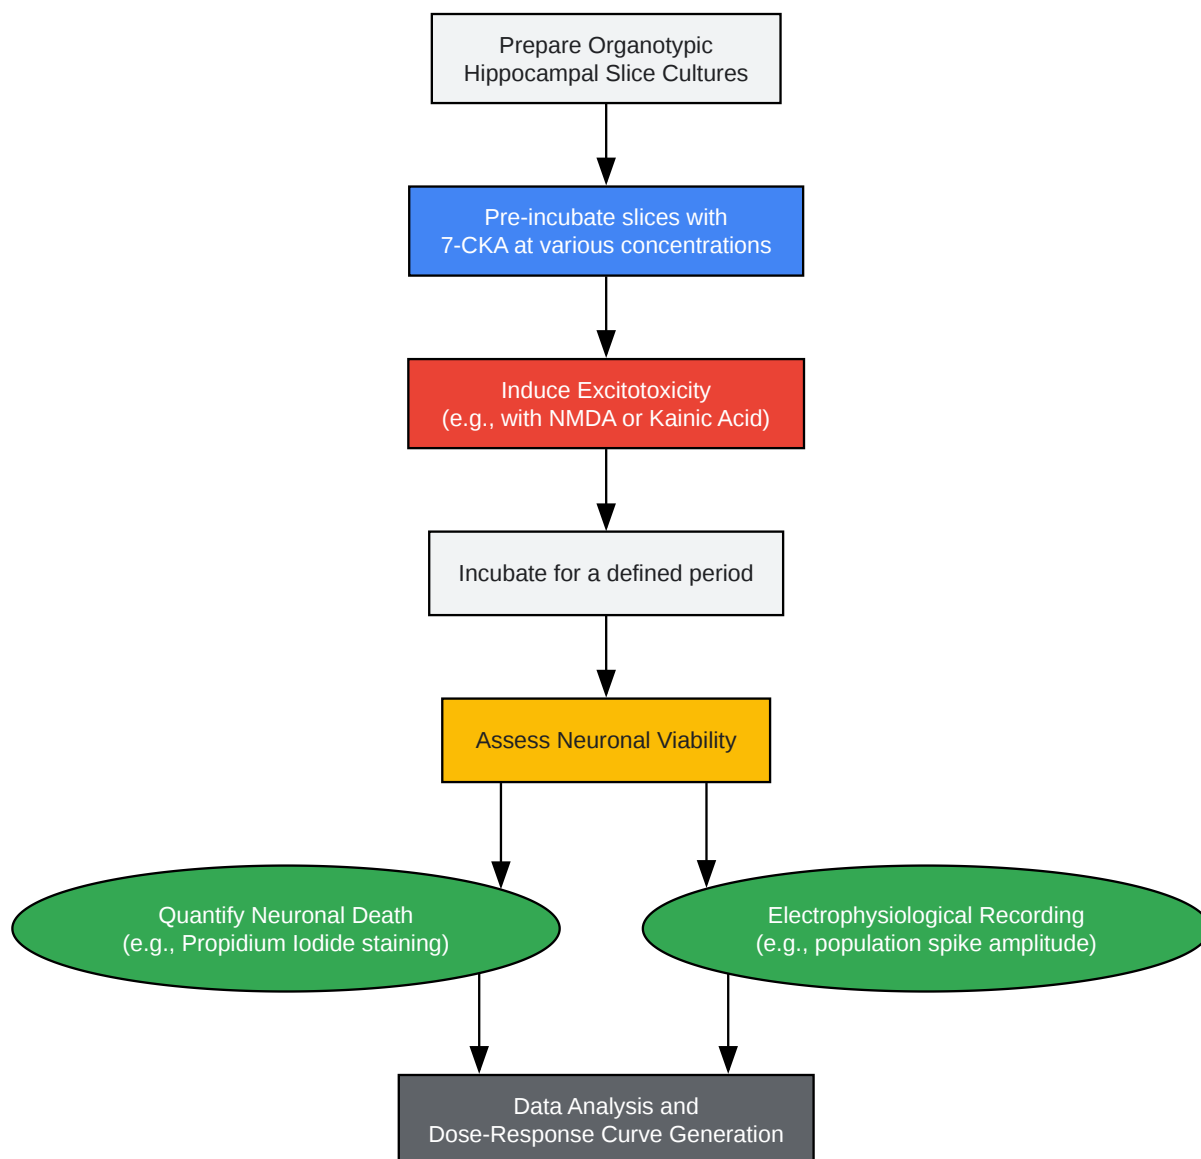 Prepare Organotypic
Hippocampal Slice Cultures
Pre-incubate slices with
7-CKA at various concentrations
Induce Excitotoxicity
(e.g., with NMDA or Kainic Acid)
Incubate for a defined period
Assess Neuronal Viability
Quantify Neuronal Death
(e.g., Propidium Iodide staining)
Electrophysiological Recording
(e.g., population spike amplitude)
Data Analysis and
Dose-Response Curve Generation